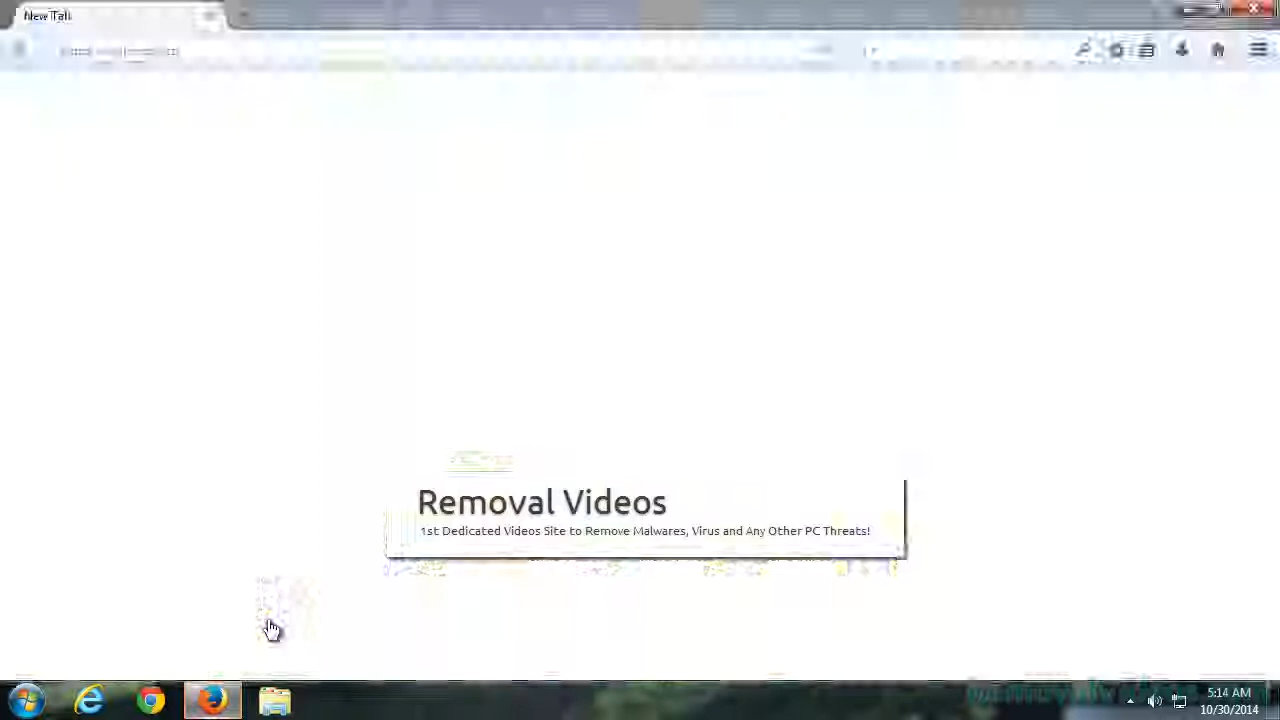 New Tab
Removal Videos
1st Dedicated Videos Site to Remove Malwares, Virus and Any Other PC Threats!
5:14 AM
10/30/2014